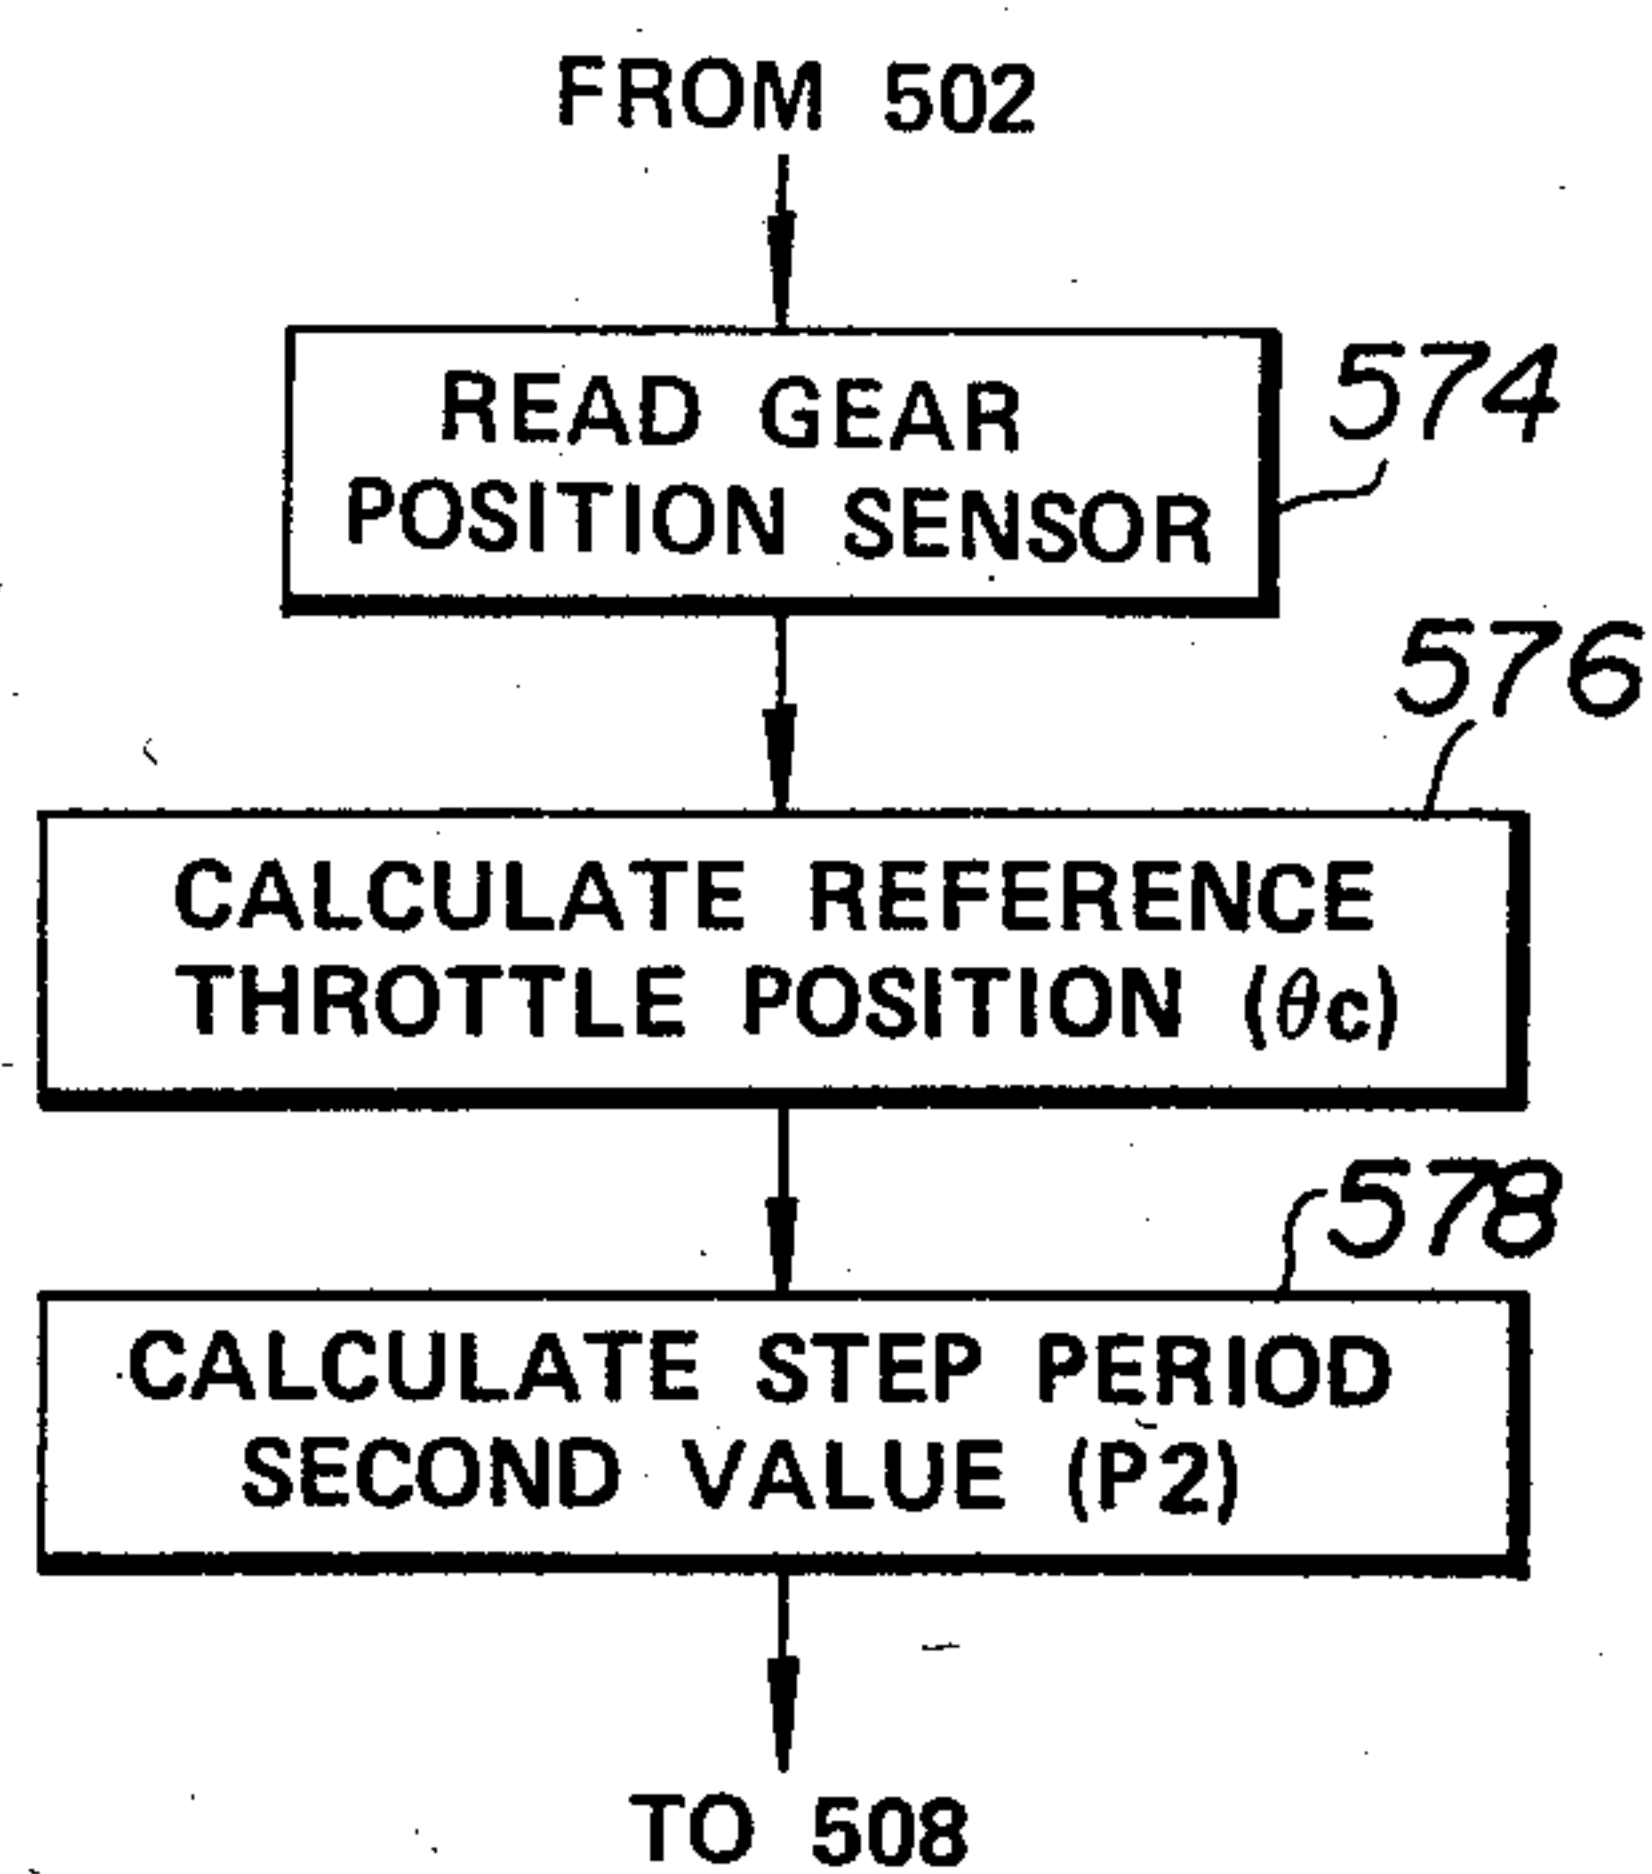 FROM 502
READ GEAR
POSITION SENSOR
574
576
CALCULATE REFERENCE
THROTTLE POSITION (θc)
578
CALCULATE STEP PERIOD
SECOND VALUE (P2)
TO 508